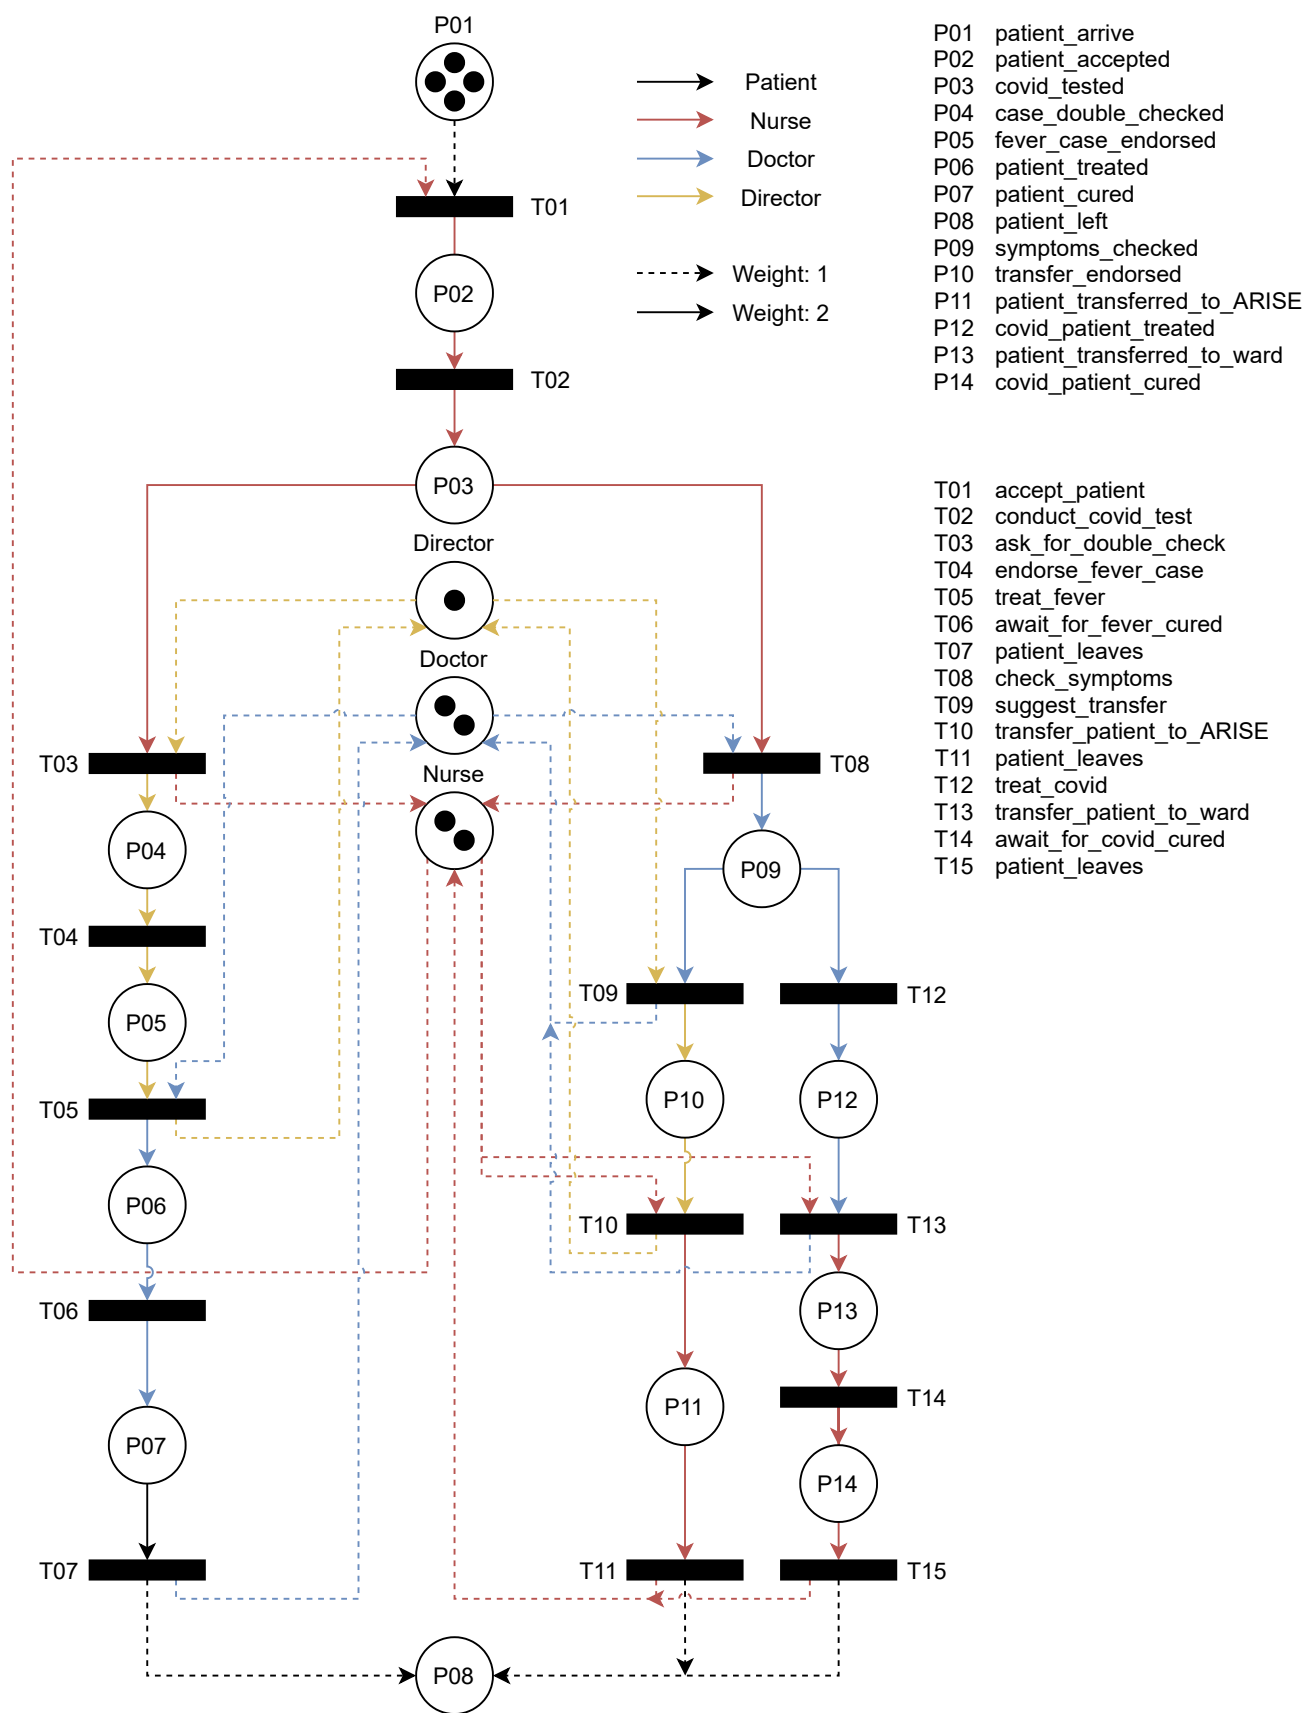 P01
Patient
Nurse
Doctor
Director
Weight: 1
Weight: 2
P01 patient_arrive
P02 patient_accepted
P03 covid_tested
P04 case_double_checked
P05 fever_case_endorsed
P06 patient_treated
P07 patient_cured
P08 patient_left
P09 symptoms_checked
P10 transfer_endorsed
P11 patient_transferred_to_ARISE
P12 covid_patient_treated
P13 patient_transferred_to_ward
P14 covid_patient_cured
T01 accept_patient
T02 conduct_covid_test
T03 ask_for_double_check
T04 endorse_fever_case
T05 treat_fever
T06 await_for_fever_cured
T07 patient_leaves
T08 check_symptoms
T09 suggest_transfer
T10 transfer_patient_to_ARISE
T11 patient_leaves
T12 treat_covid
T13 transfer_patient_to_ward
T14 await_for_covid_cured
T15 patient_leaves
T01
P02
T02
P03
Director
Doctor
T03
Nurse
T08
P04
P09
T04
T09
T12
P05
T05
P10
P12
P06
T10
T13
T06
P13
T14
P11
P07
P14
T07
T11
T15
P08